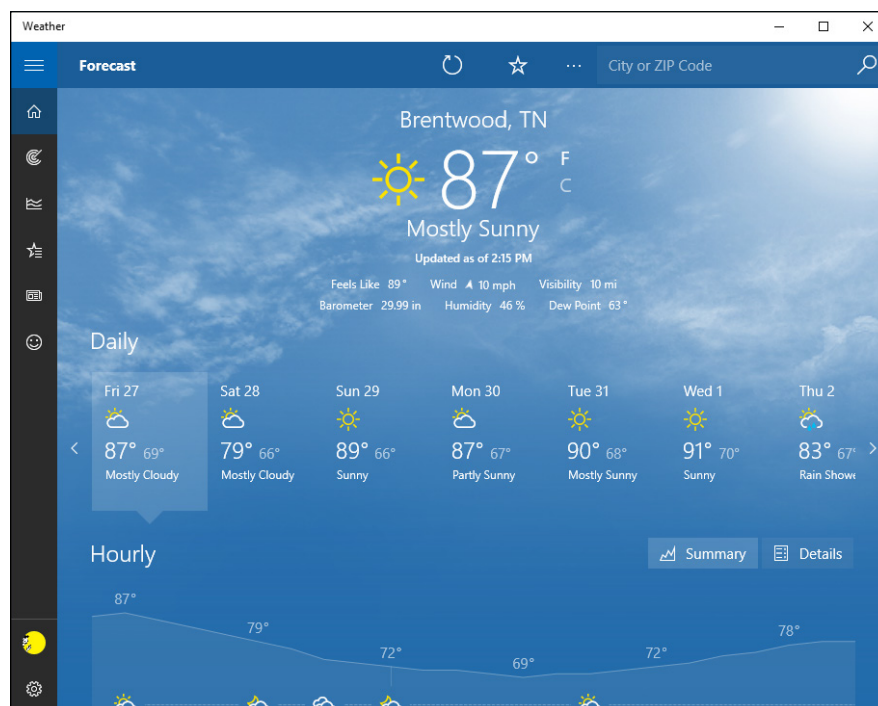 Weather
Forecast ... City or ZIP Code
Brentwood, TN
87° F
C
Mostly Sunny
Updated as of 2:15 PM
Feels Like 89° Wind 10 mph Visibility 10 mi
Barometer 29.99 in Humidity 46 % Dew Point 63°
Daily
Fri 27 Sat 28 Sun 29 Mon 30 Tue 31 Wed 1 Thu 2
87° 69° 79° 66° 89° 66° 87° 67° 90° 68° 91° 70° 83° 67°
Mostly Cloudy Mostly Cloudy Sunny Partly Sunny Mostly Sunny Sunny Rain Showe
Hourly Summary Details
87°
79°
72°
69°
72°
78°